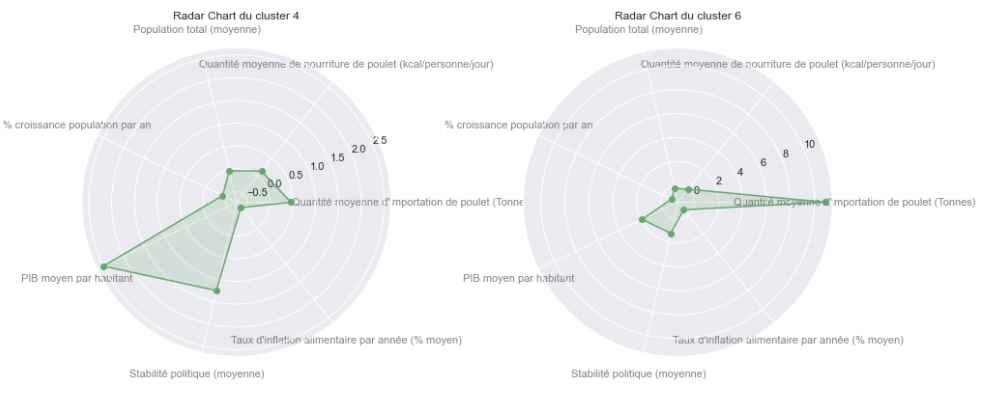 Radar Chart du cluster 4
Population total (moyenne)
Quantité moyenne de nourriture de poulet (kcal/personne/jour)
% croissance population par an
2.5
2.0
1.5
1.0
0.5
0.0
−0.5
Quantité moyenne d'importation de poulet (Tonne
PIB moyen par habitant
Taux d'inflation alimentaire par année (% moyen)
Stabilité politique (moyenne)
Radar Chart du cluster 6
Population total (moyenne)
Quantité moyenne de nourriture de poulet (kcal/personne/jour)
% croissance population par an
10
8
6
4
2
0
Quantité moyenne d'importation de poulet (Tonnes)
PIB moyen par habitant
Taux d'inflation alimentaire par année (% moyen)
Stabilité politique (moyenne)